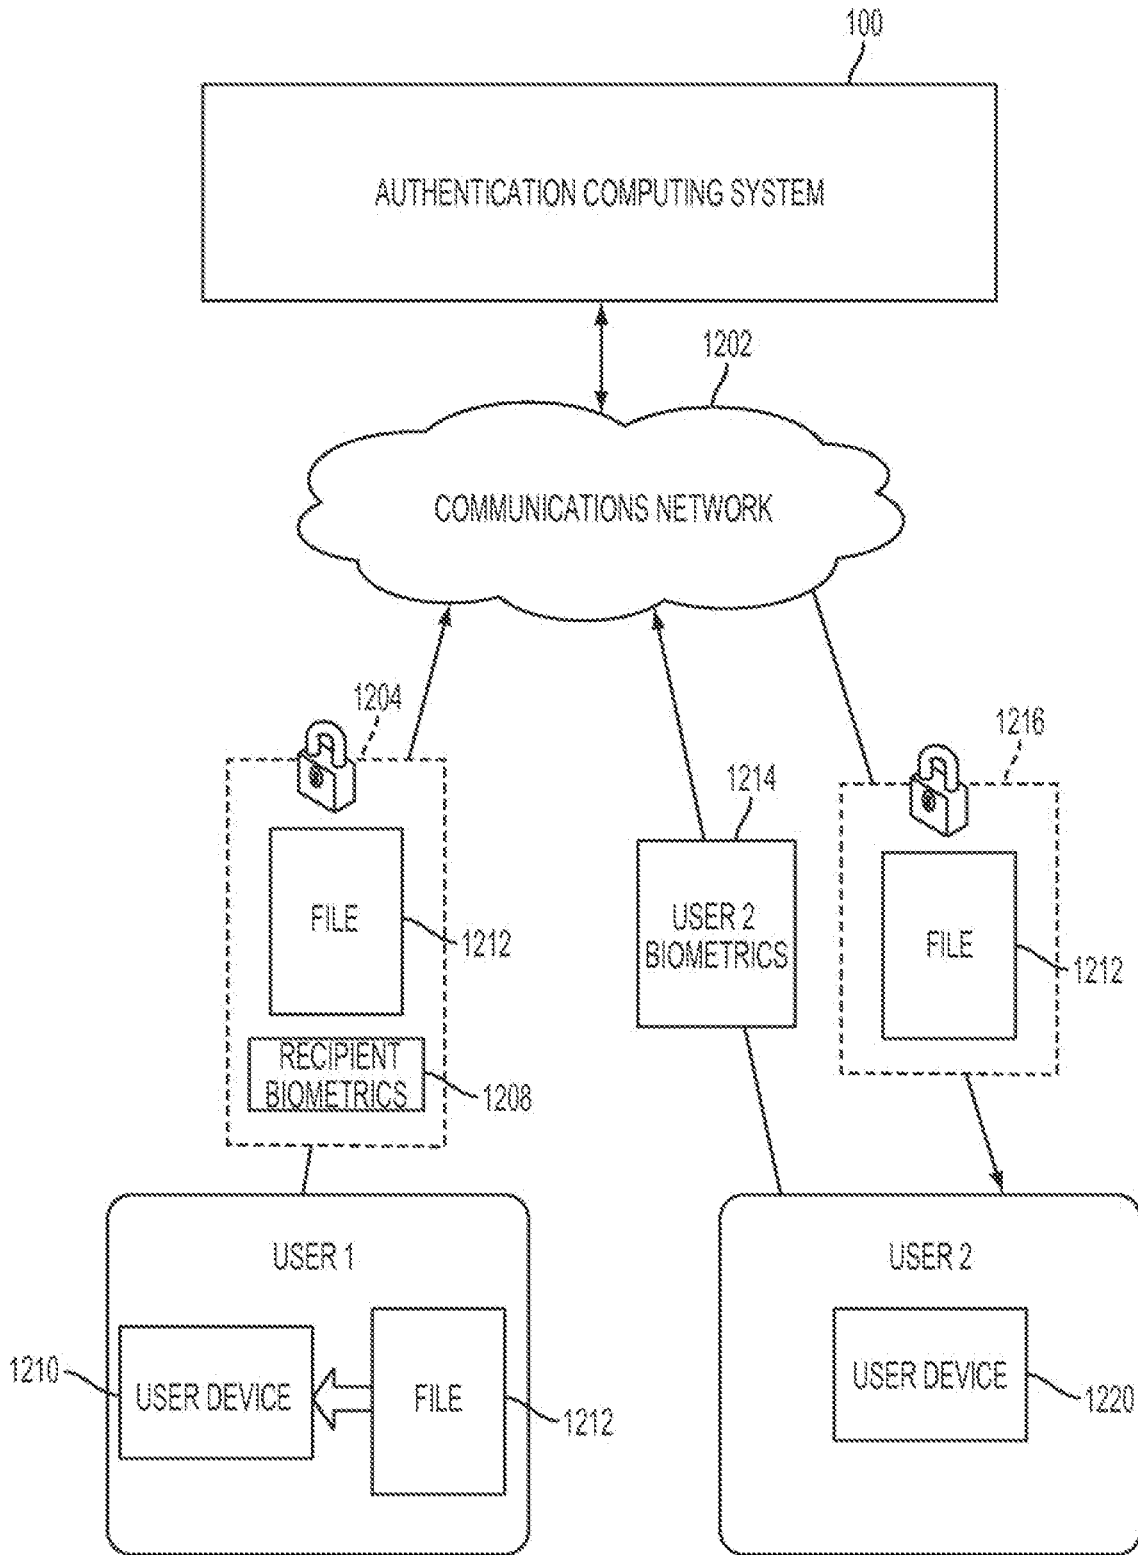 100
AUTHENTICATION COMPUTING SYSTEM
1202
COMMUNICATIONS NETWORK
1204
1216
1214
FILE
1212
USER 2
BIOMETRICS
FILE
1212
RECIPIENT
BIOMETRICS
1208
USER 1
USER 2
1210
USER DEVICE
FILE
1212
USER DEVICE
1220